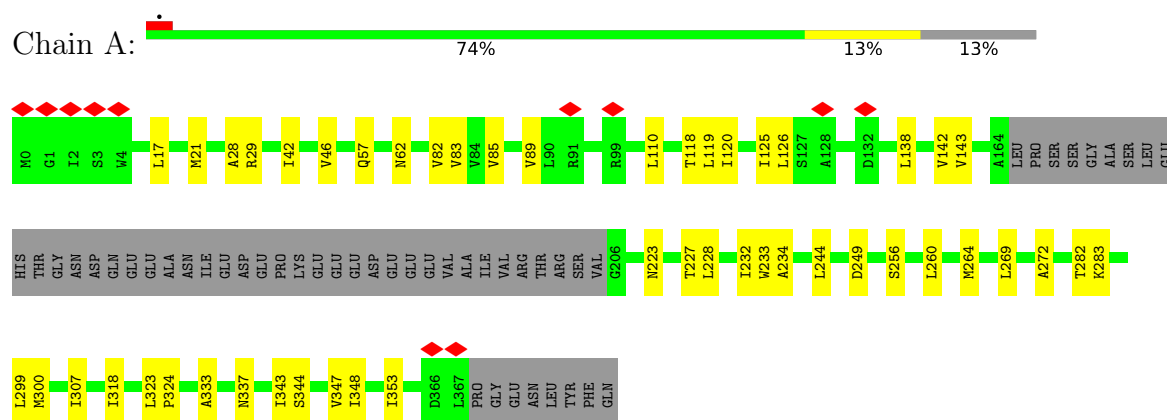 Chain A:
74% 13% 13%
M0 G1 I2 S3 W4 L17 M21 A28 R29 I42 V46 Q57 N62 V82 V83 V84 V85 V89 L90 R91 R99 L110 T118 L119 I120 I125 L126 S127 A128 D132 L138 V142 V143 A164 LEU PRO SER SER GLY ALA SER LEU GLU
HIS THR GLY ASN ASP GLN GLU GLU ALA ASN ILE GLU ASP GLU PRO LYS GLU GLU GLU ASP GLU GLU GLU VAL ALA ILE VAL ARG THR ARG SER VAL G206 N223 T227 L228 I232 W233 A234 L244 D249 S256 L260 M264 L269 A272 T282 K283
L299 M300 I307 I318 L323 P324 A333 N337 I343 S344 V347 I348 I353 D366 L367 PRO GLY GLU ASN LEU TYR PHE GLN